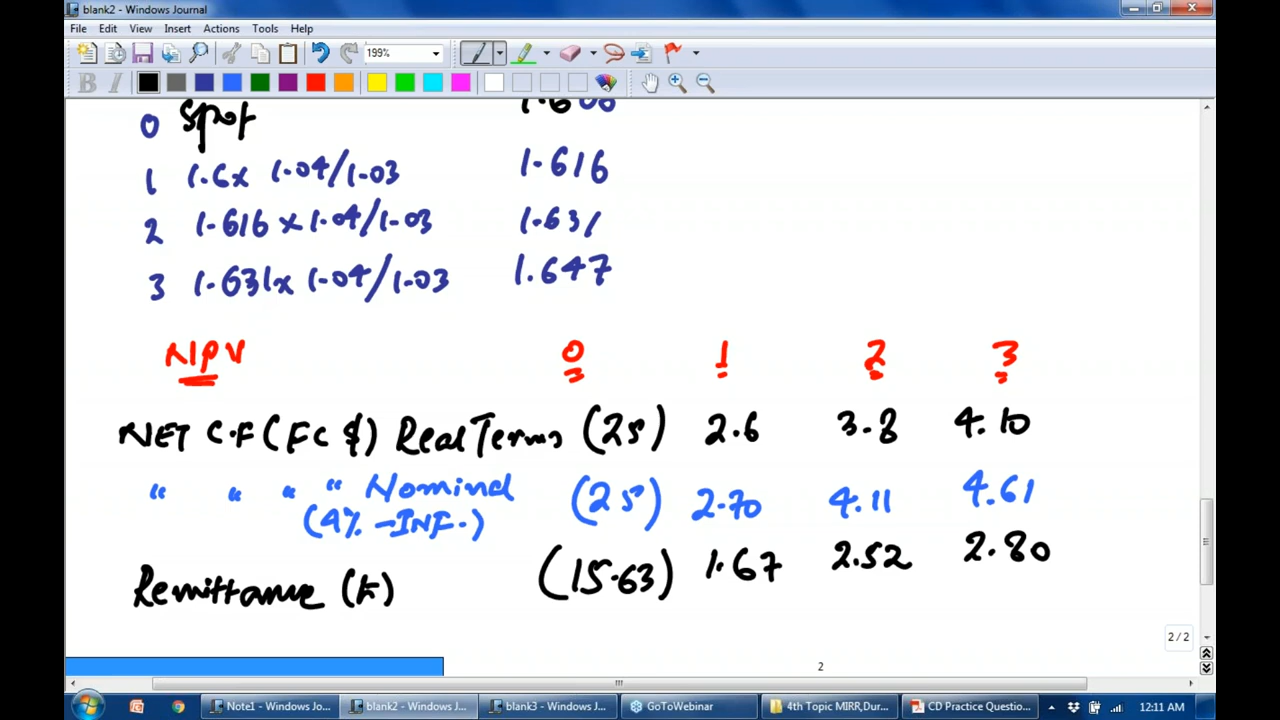 blank2 - Windows Journal
File Edit View Insert Actions Tools Help
199%
0 Spot 1.600
1 1.6x 1.04/1.03 1.616
2 1.616 x 1.04/1.03 1.631
3 1.631x 1.04/1.03 1.647
NPV 0 1 2 3
NET C.F (FC $) Real Terms (25) 2.6 3.8 4.10
" " " " Nominal (25) 2.70 4.11 4.61
(4% -INF.)
Remittance (£) (15.63) 1.67 2.52 2.80
2/2
2
Note1 - Windows Jo... blank2 - Windows J... blank3 - Windows Jo... GoToWebinar 4th Topic MIRR,Dur... CD Practice Questio... 12:11 AM